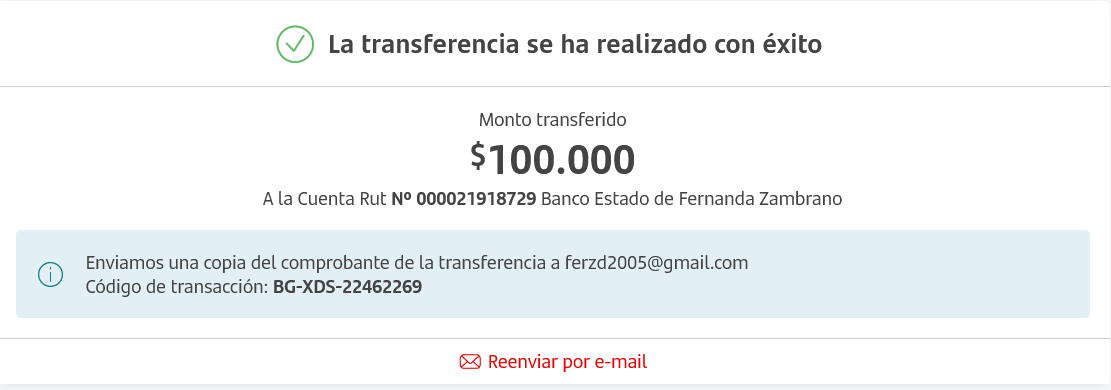 La transferencia se ha realizado con éxito
Monto transferido
$100.000
A la Cuenta Rut Nº 000021918729 Banco Estado de Fernanda Zambrano
Enviamos una copia del comprobante de la transferencia a ferzd2005@gmail.com
Código de transacción: BG-XDS-22462269
Reenviar por e-mail